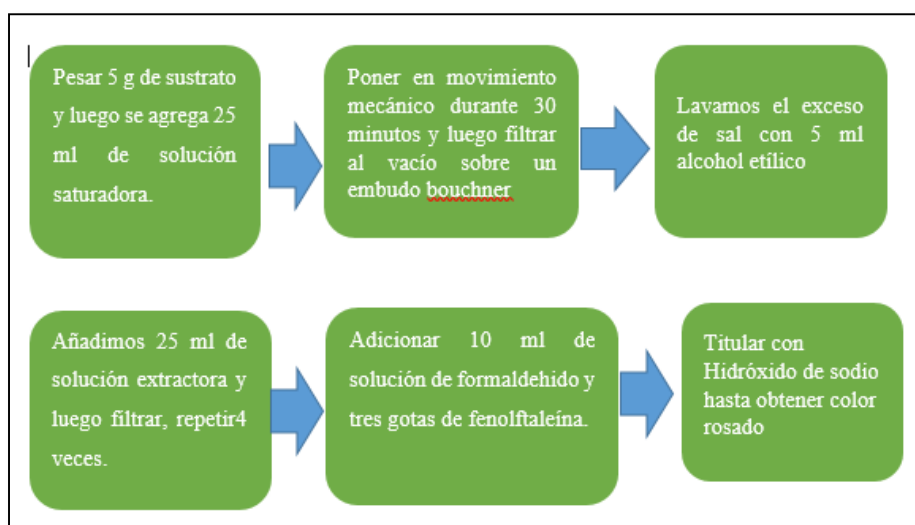 Pesar 5 g de sustrato
y luego se agrega 25
ml de solución
saturadora.
Poner en movimiento
mecánico durante 30
minutos y luego filtrar
al vacío sobre un
embudo bouchner
Lavamos el exceso
de sal con 5 ml
alcohol etílico
Añadimos 25 ml de
solución extractora y
luego filtrar, repetir4
veces.
Adicionar 10 ml de
solución de formaldehido y
tres gotas de fenolftaleína.
Titular con
Hidróxido de sodio
hasta obtener color
rosado